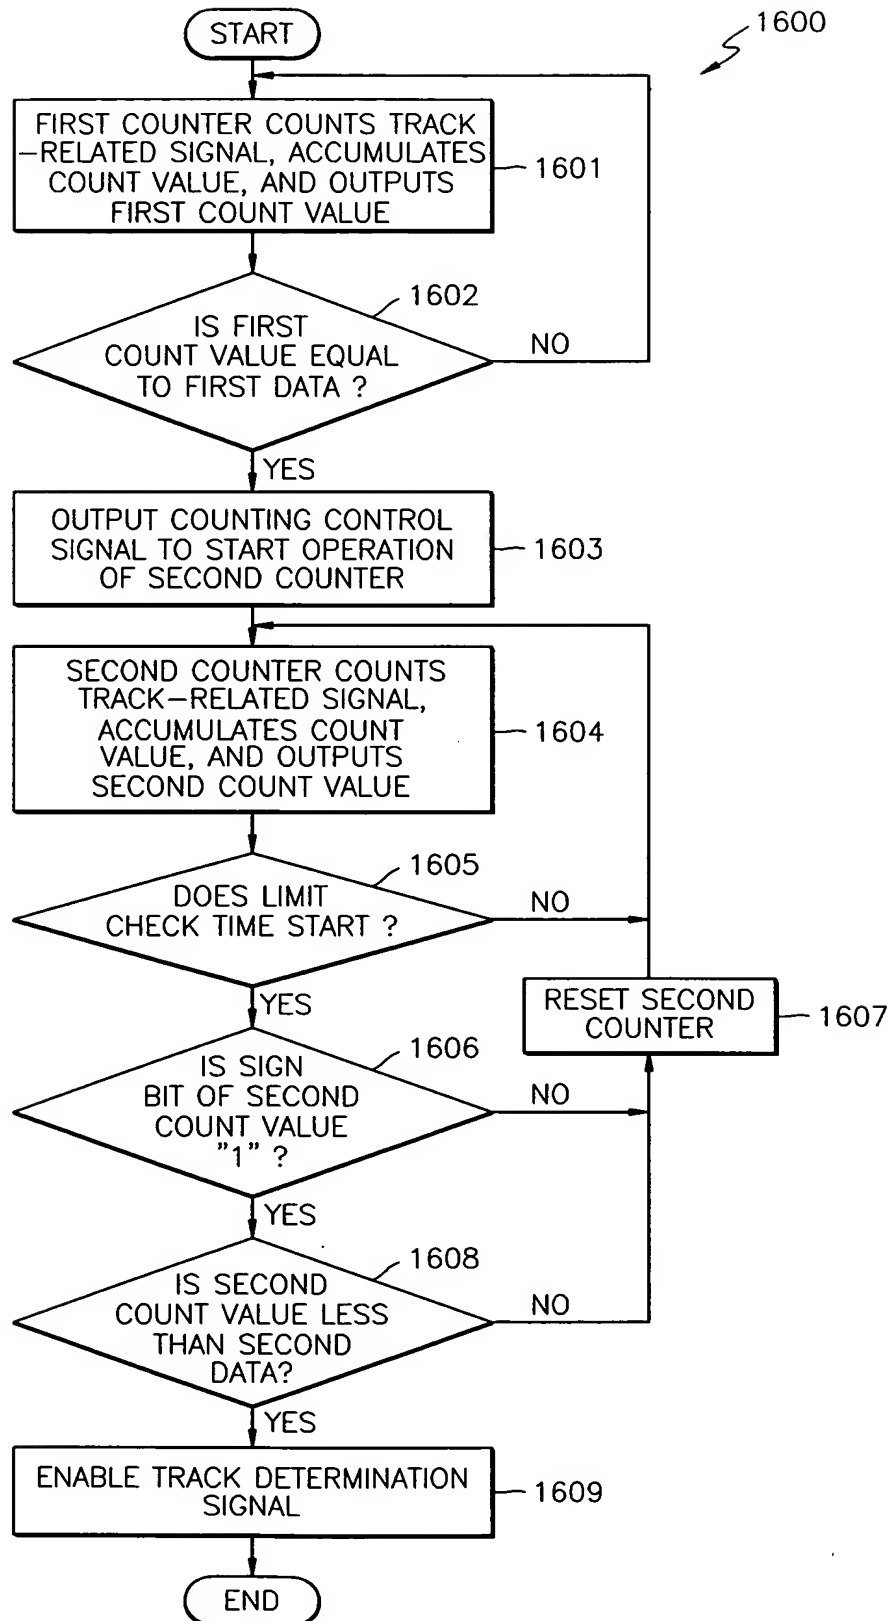 START
1600
FIRST COUNTER COUNTS TRACK
-RELATED SIGNAL, ACCUMULATES
COUNT VALUE, AND OUTPUTS
FIRST COUNT VALUE
1601
1602
IS FIRST
COUNT VALUE EQUAL
TO FIRST DATA ?
NO
YES
OUTPUT COUNTING CONTROL
SIGNAL TO START OPERATION
OF SECOND COUNTER
1603
SECOND COUNTER COUNTS
TRACK-RELATED SIGNAL,
ACCUMULATES COUNT
VALUE, AND OUTPUTS
SECOND COUNT VALUE
1604
1605
DOES LIMIT
CHECK TIME START ?
NO
YES
RESET SECOND
COUNTER
1607
1606
IS SIGN
BIT OF SECOND
COUNT VALUE
"1" ?
NO
YES
1608
IS SECOND
COUNT VALUE LESS
THAN SECOND
DATA?
NO
YES
ENABLE TRACK DETERMINATION
SIGNAL
1609
END